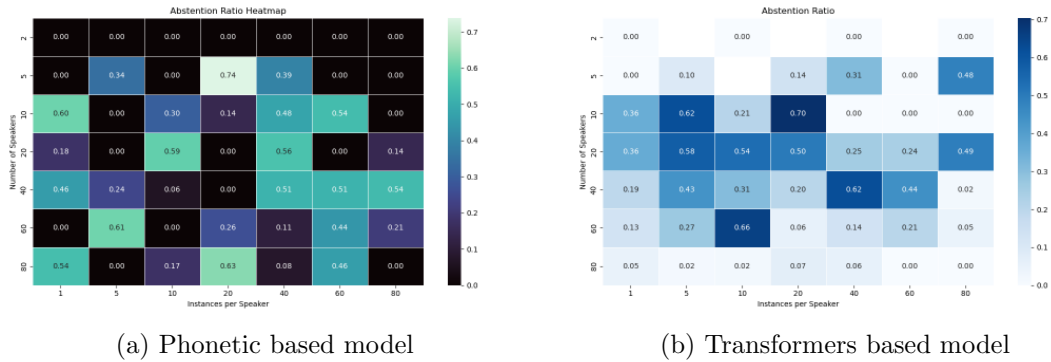 Abstention Ratio Heatmap
Number of Speakers
2 0.00 0.00 0.00 0.00 0.00 0.00 0.00
5 0.00 0.34 0.00 0.74 0.39 0.00 0.00
10 0.60 0.00 0.30 0.14 0.48 0.54 0.00
20 0.18 0.00 0.59 0.00 0.56 0.00 0.14
40 0.46 0.24 0.06 0.00 0.51 0.51 0.54
60 0.00 0.61 0.00 0.26 0.11 0.44 0.21
80 0.54 0.00 0.17 0.63 0.08 0.46 0.00
1 5 10 20 40 60 80
Instances per Speaker
0.7
0.6
0.5
0.4
0.3
0.2
0.1
0.0
(a) Phonetic based model
Abstention Ratio
Number of Speakers
2 0.00 0.00 0.00 0.00
5 0.00 0.10 0.14 0.31 0.00 0.48
10 0.36 0.62 0.21 0.70 0.00 0.00 0.00
20 0.36 0.58 0.54 0.50 0.25 0.24 0.49
40 0.19 0.43 0.31 0.20 0.62 0.44 0.02
60 0.13 0.27 0.66 0.06 0.14 0.21 0.05
80 0.05 0.02 0.02 0.07 0.06 0.00 0.00
1 5 10 20 40 60 80
Instances per Speaker
0.7
0.6
0.5
0.4
0.3
0.2
0.1
0.0
(b) Transformers based model